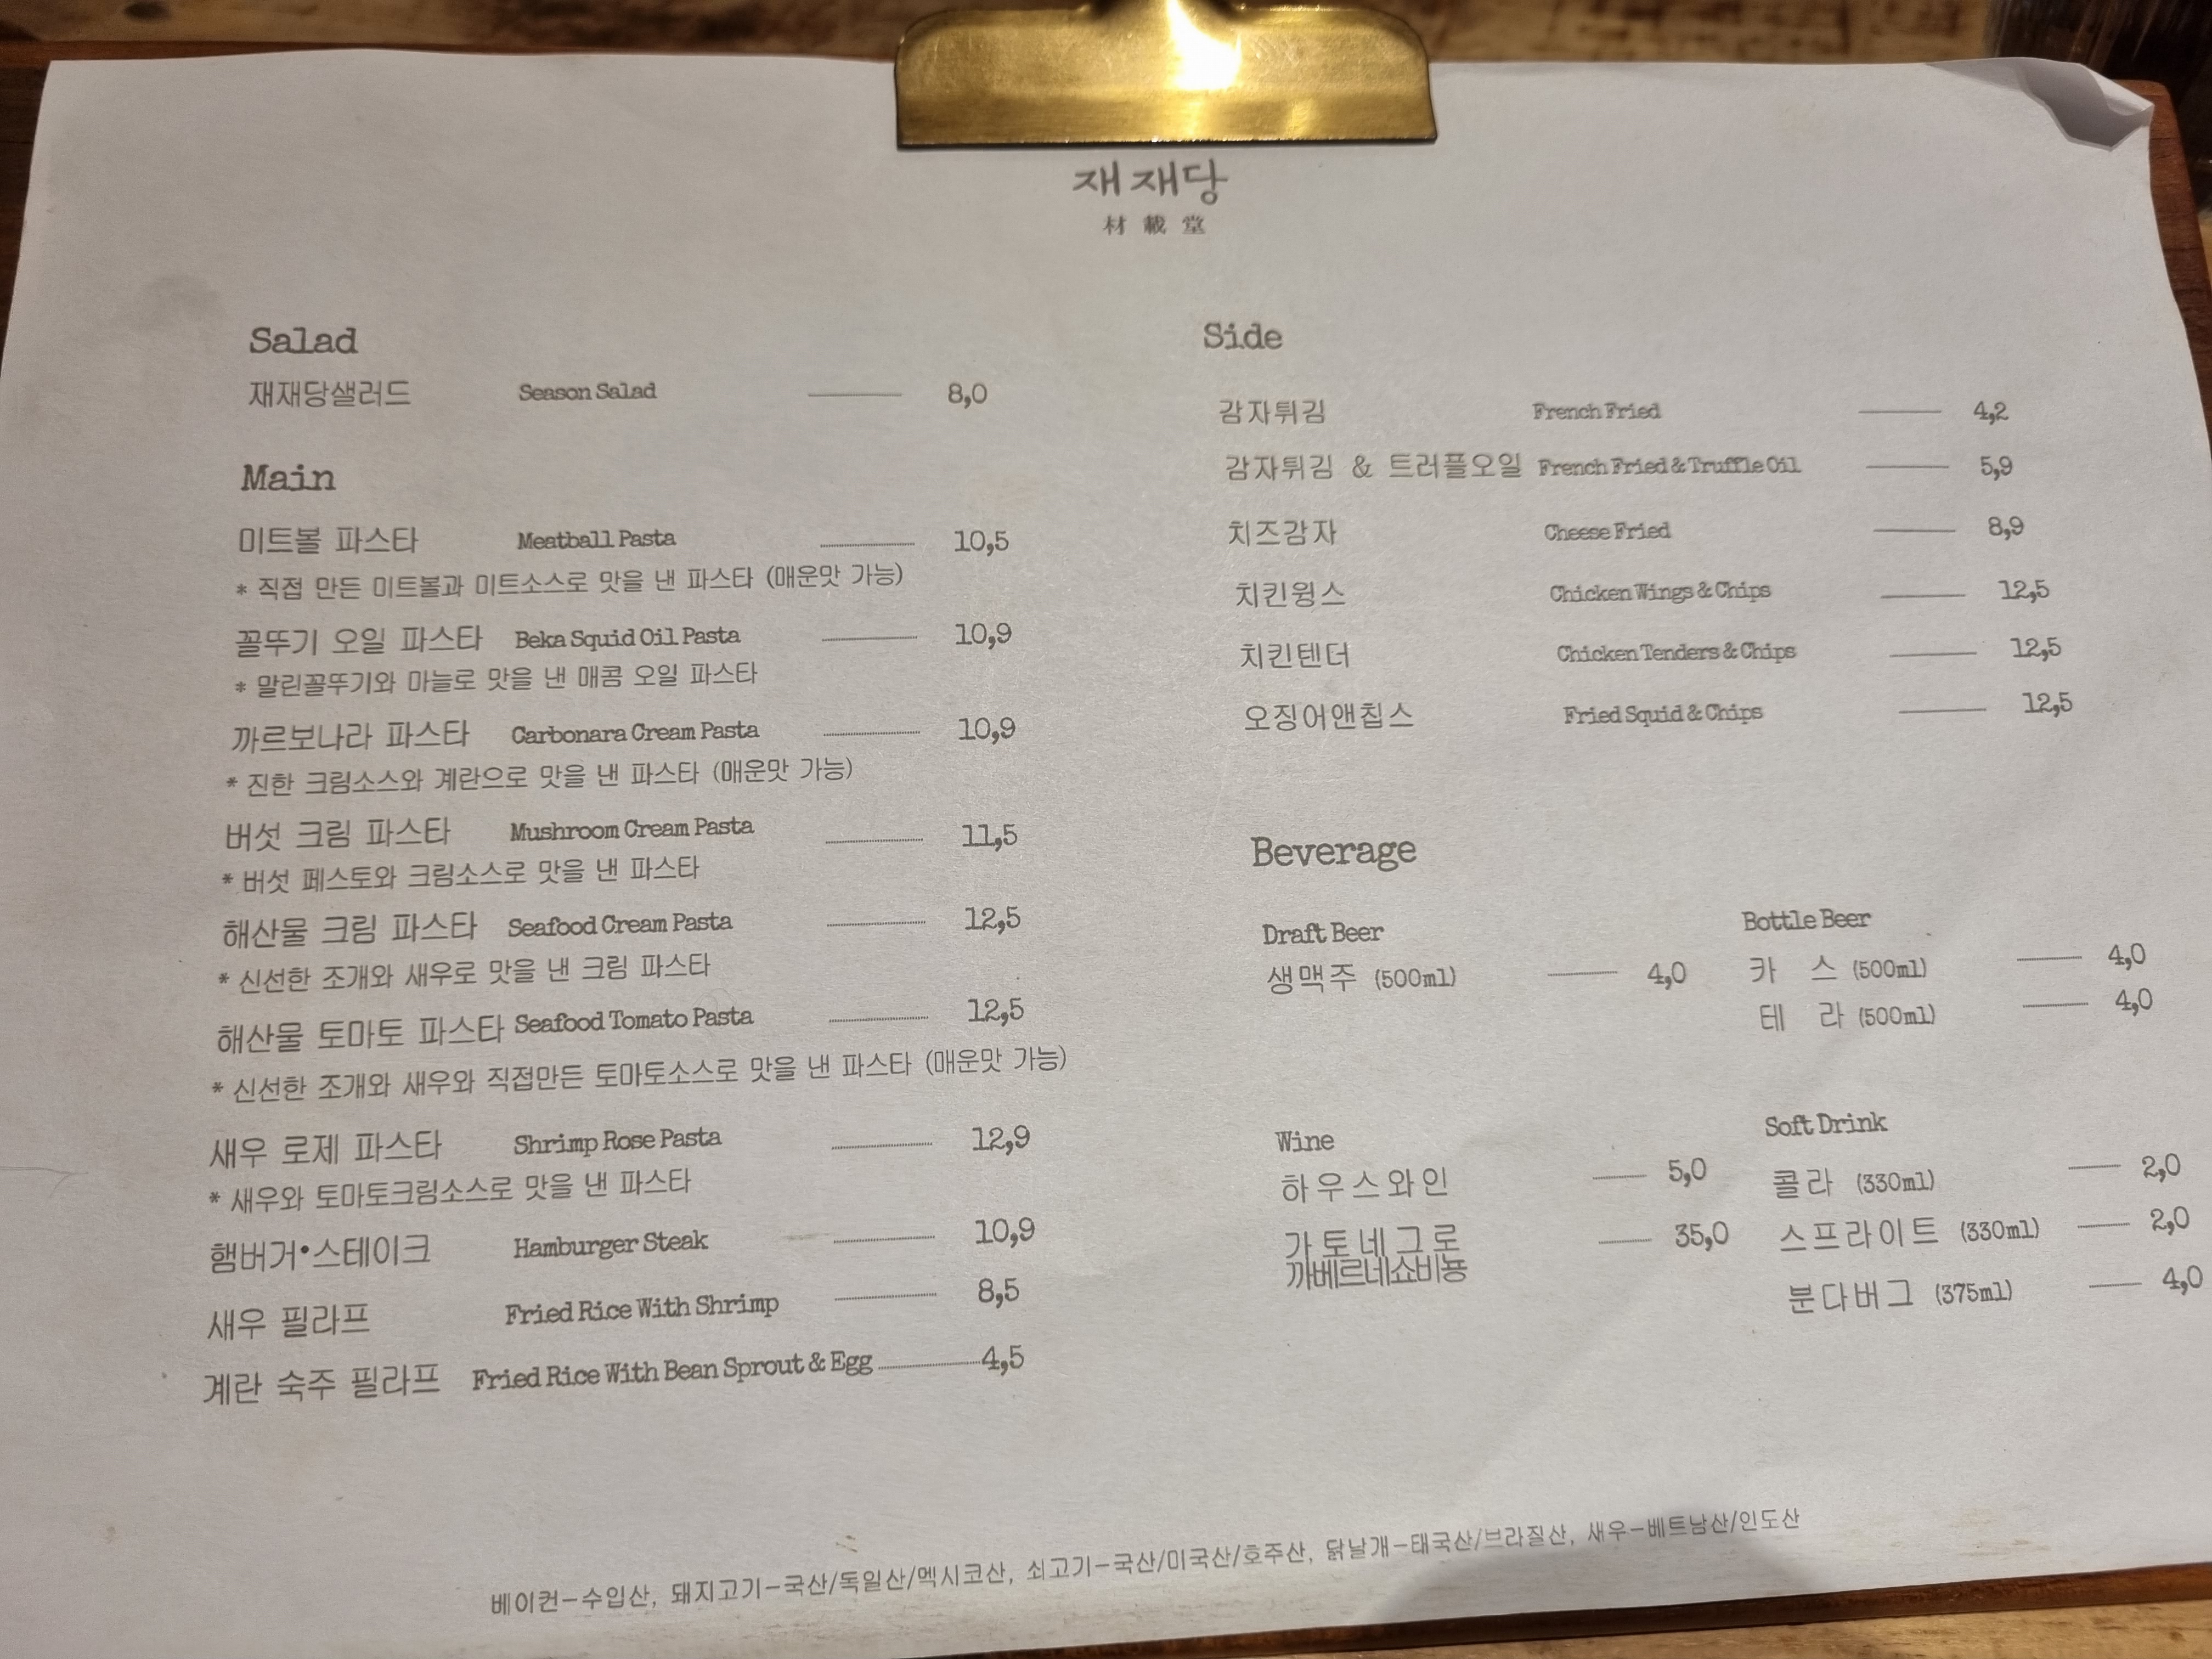 재재당
材載堂
Salad
재재당샐러드 Season Salad 8,0
Main
미트볼 파스타 Meatball Pasta 10,5
* 직접 만든 미트볼과 미트소스로 맛을 낸 파스타 (매운맛 가능)
꼴뚜기 오일 파스타 Beka Squid Oil Pasta 10,9
* 말린꼴뚜기와 마늘로 맛을 낸 매콤 오일 파스타
까르보나라 파스타 Carbonara Cream Pasta 10,9
* 진한 크림소스와 계란으로 맛을 낸 파스타 (매운맛 가능)
버섯 크림 파스타 Mushroom Cream Pasta 11,5
* 버섯 페스토와 크림소스로 맛을 낸 파스타
해산물 크림 파스타 Seafood Cream Pasta 12,5
* 신선한 조개와 새우로 맛을 낸 크림 파스타
해산물 토마토 파스타 Seafood Tomato Pasta 12,5
* 신선한 조개와 새우와 직접만든 토마토소스로 맛을 낸 파스타 (매운맛 가능)
새우 로제 파스타 Shrimp Rose Pasta 12,9
* 새우와 토마토크림소스로 맛을 낸 파스타
햄버거•스테이크 Hamburger Steak 10,9
새우 필라프 Fried Rice With Shrimp 8,5
계란 숙주 필라프 Fried Rice With Bean Sprout & Egg 4,5
Side
감자튀김 French Fried 4,2
감자튀김 & 트러플오일 French Fried & Truffle Oil 5,9
치즈감자 Cheese Fried 8,9
치킨윙스 Chicken Wings & Chips 12,5
치킨텐더 Chicken Tenders & Chips 12,5
오징어앤칩스 Fried Squid & Chips 12,5
Beverage
Draft Beer
생맥주 (500ml) 4,0
Bottle Beer
카 스 (500ml) 4,0
테 라 (500ml) 4,0
Wine
하우스와인 5,0
가토네그로 35,0
까베르네쇼비뇽
Soft Drink
콜라 (330ml) 2,0
스프라이트 (330ml) 2,0
분다버그 (375ml) 4,0
베이컨-수입산, 돼지고기-국산/독일산/멕시코산, 쇠고기-국산/미국산/호주산, 닭날개-태국산/브라질산, 새우-베트남산/인도산